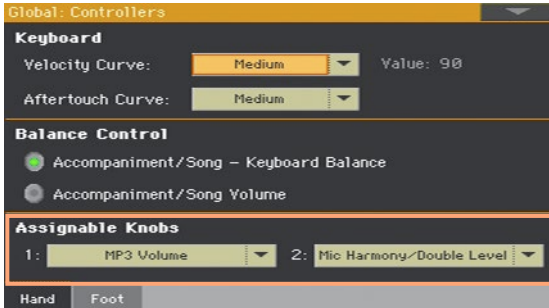 Global: Controllers
Keyboard
Velocity Curve: Medium Value: 90
Aftertouch Curve: Medium
Balance Control
Accompaniment/Song - Keyboard Balance
Accompaniment/Song Volume
Assignable Knobs
1: MP3 Volume 2: Mic Harmony/Double Level
Hand Foot